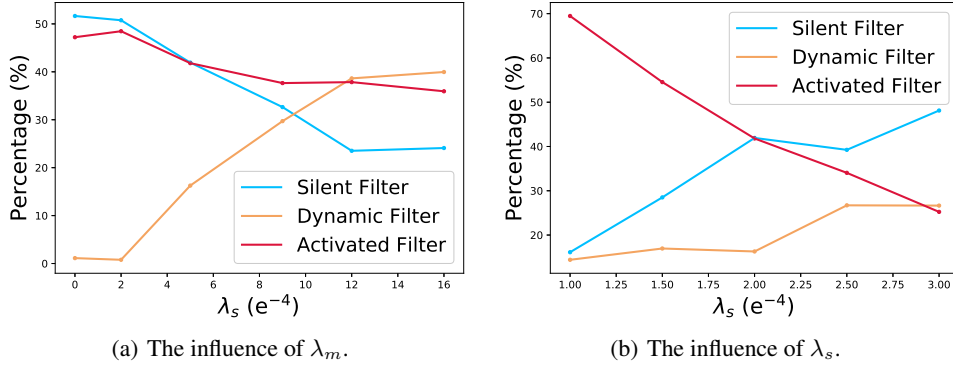 50
40
30
20
10
0
Percentage (%)
Silent Filter
Dynamic Filter
Activated Filter
0 2 4 6 8 10 12 14 16
λₛ (e⁻⁴)
(a) The influence of λₘ.
70
60
50
40
30
20
Percentage (%)
Silent Filter
Dynamic Filter
Activated Filter
1.00 1.25 1.50 1.75 2.00 2.25 2.50 2.75 3.00
λₛ (e⁻⁴)
(b) The influence of λₛ.